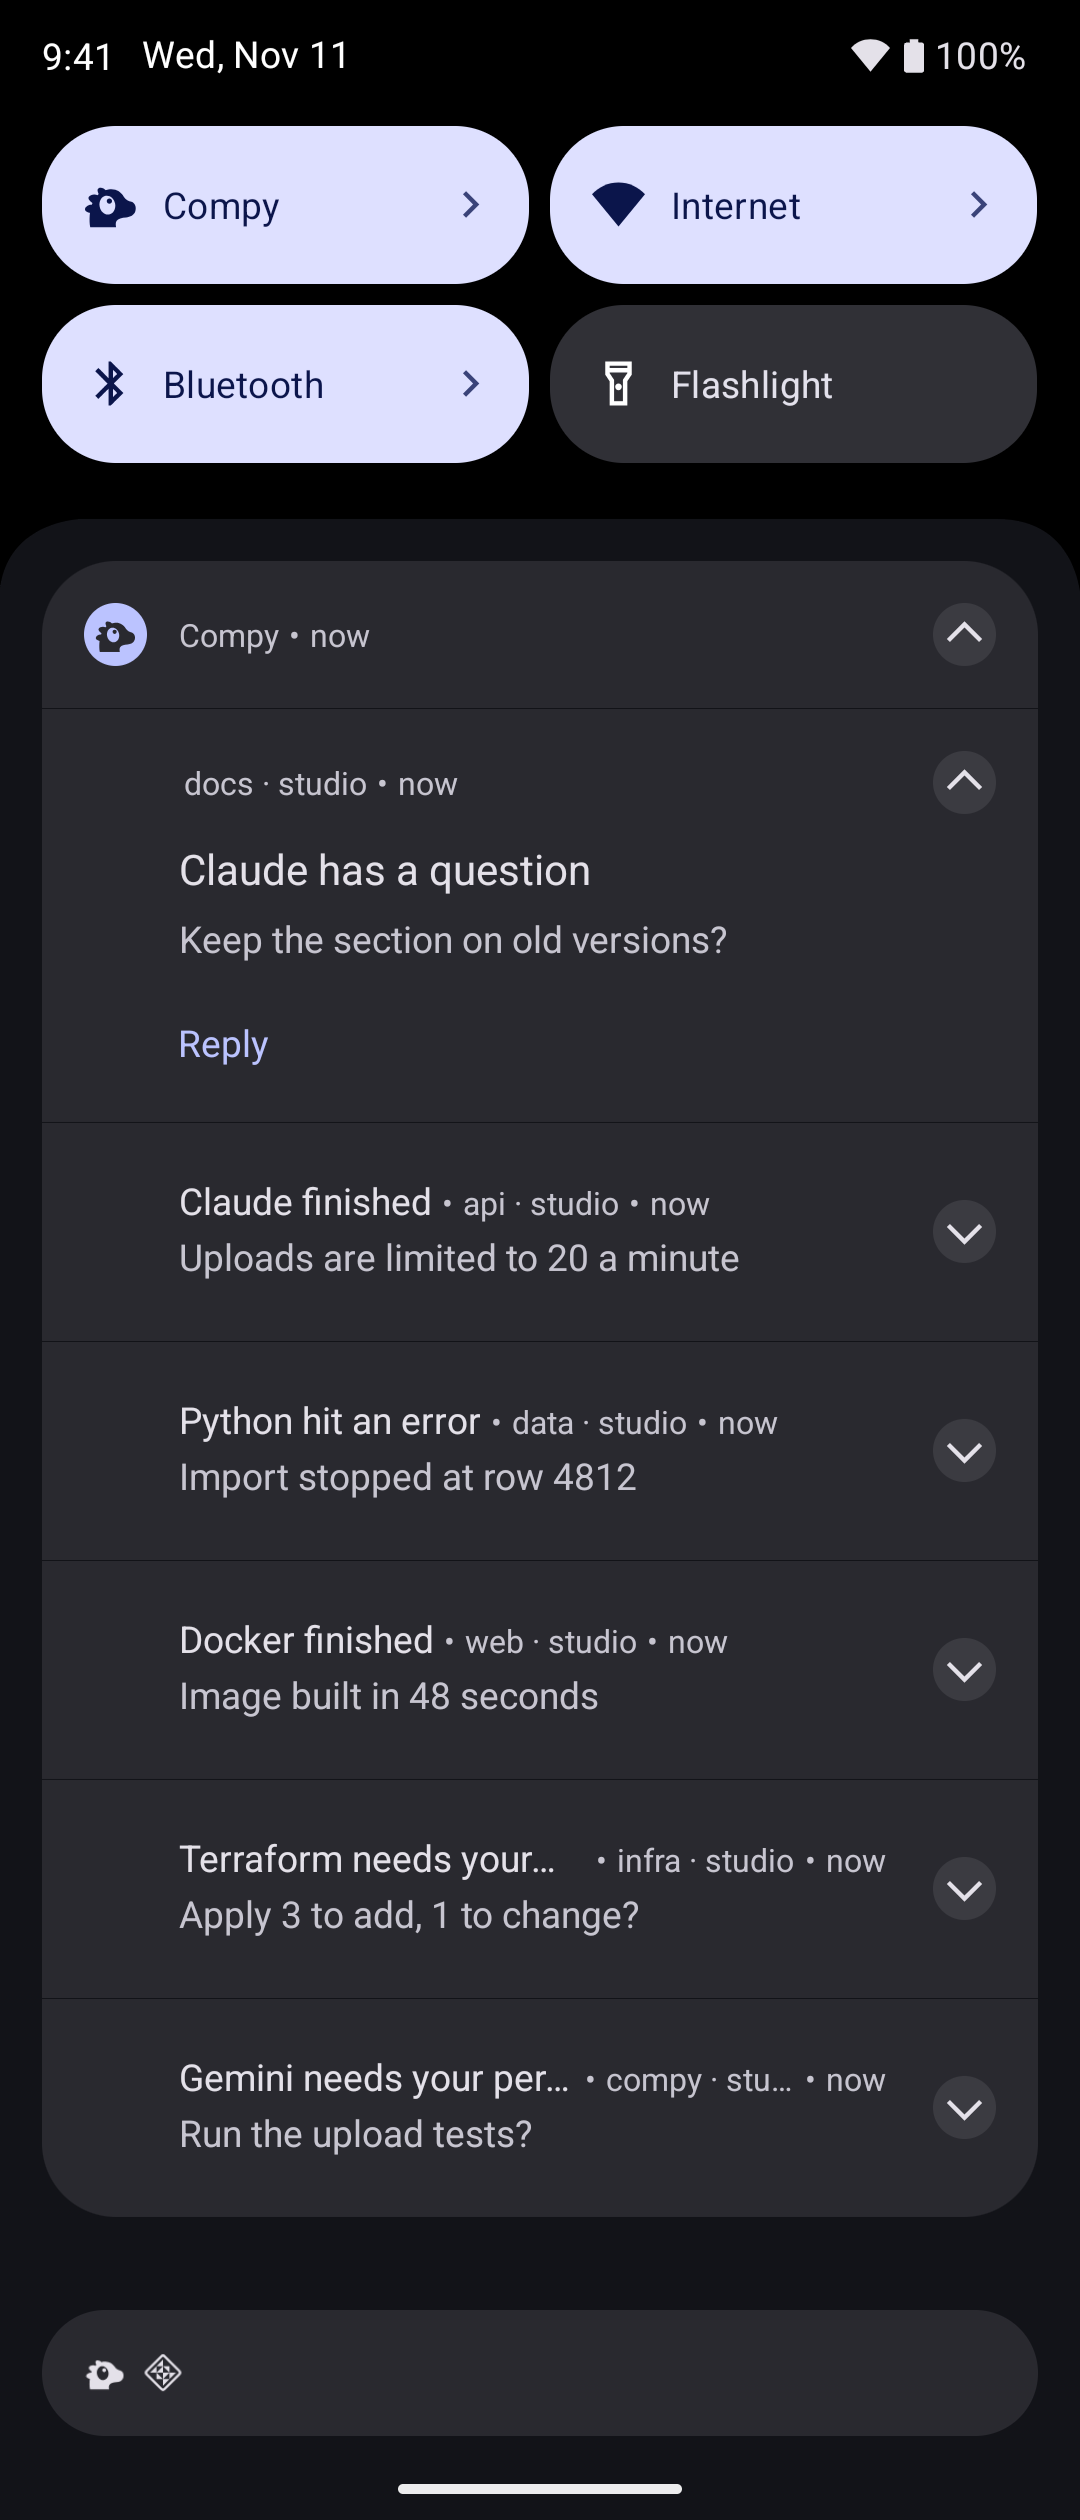 9:41 Wed, Nov 11 100%
Compy Internet
Bluetooth Flashlight
Compy • now
docs · studio • now
Claude has a question
Keep the section on old versions?
Reply
Claude finished • api · studio • now
Uploads are limited to 20 a minute
Python hit an error • data · studio • now
Import stopped at row 4812
Docker finished • web · studio • now
Image built in 48 seconds
Terraform needs your… • infra · studio • now
Apply 3 to add, 1 to change?
Gemini needs your per… • compy · stu… • now
Run the upload tests?